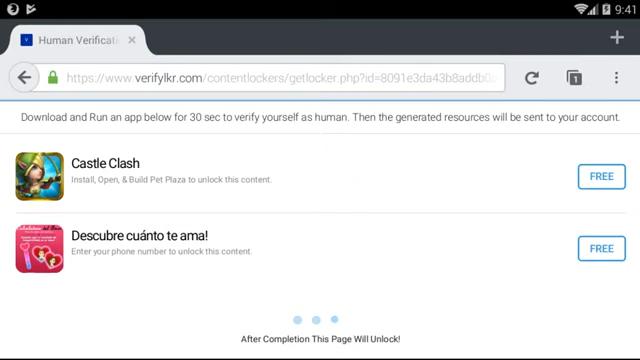 9:41
Human Verificati
1
https://www.verifylkr.com/contentlockers/getlocker.php?id=8091e3da43b8addb0
Download and Run an app below for 30 sec to verify yourself as human. Then the generated resources will be sent to your account.
Castle Clash
Install, Open, & Build Pet Plaza to unlock this content.
FREE
Descubre cuánto te ama!
Enter your phone number to unlock this content.
FREE
After Completion This Page Will Unlock!